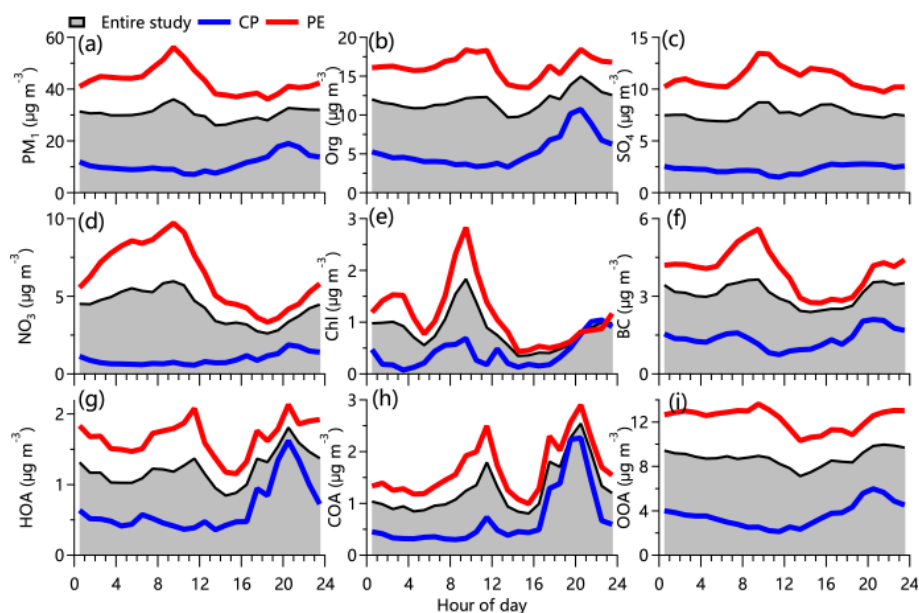 Entire study CP PE
(a) (b) (c)
60 40 20 0
PM₁ (µg m⁻³)
20 15 10 5 0
Org (µg m⁻³)
15 10 5 0
SO₄ (µg m⁻³)
(d) (e) (f)
10 5 0
NO₃ (µg m⁻³)
3 2 1 0
Chl (µg m⁻³)
6 3 0
BC (µg m⁻³)
(g) (h) (i)
2 1 0
HOA (µg m⁻³)
3 2 1 0
COA (µg m⁻³)
15 10 5 0
OOA (µg m⁻³)
0 4 8 12 16 20 24
0 4 8 12 16 20 24
0 4 8 12 16 20 24
Hour of day